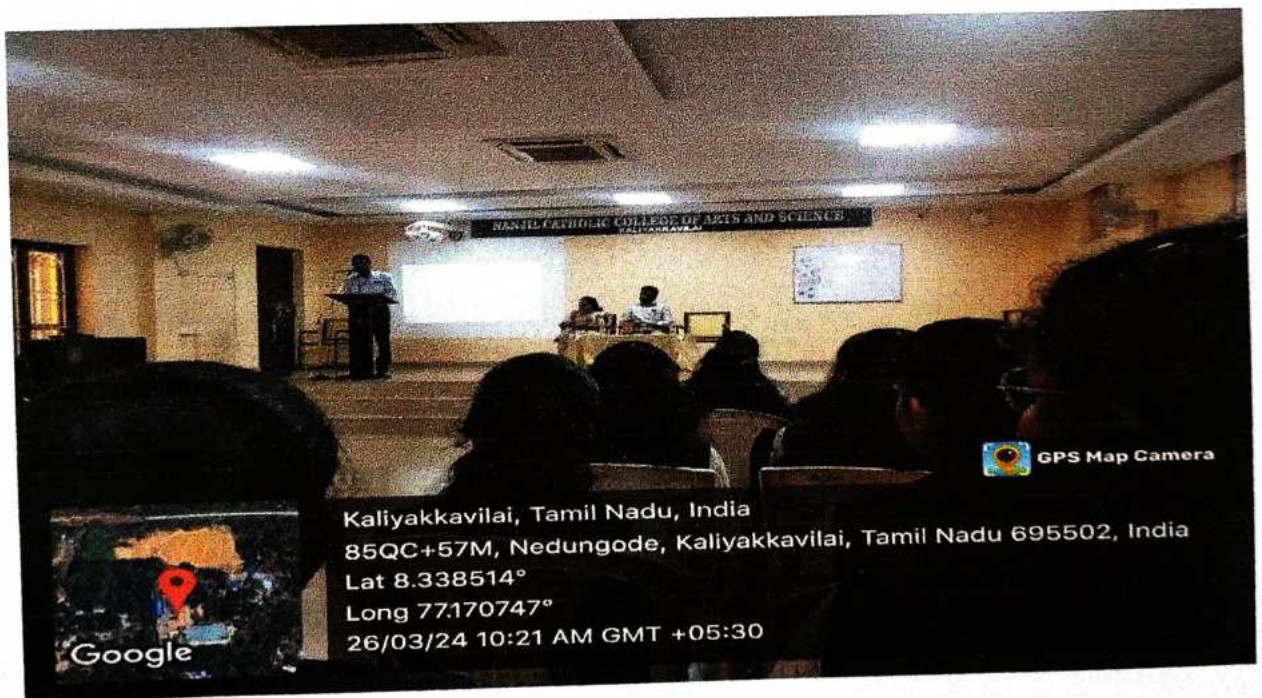 NANJIL CATHOLIC COLLEGE OF ARTS AND SCIENCE
KALIYAKKAVILAI
GPS Map Camera
Kaliyakkavilai, Tamil Nadu, India
85QC+57M, Nedungode, Kaliyakkavilai, Tamil Nadu 695502, India
Lat 8.338514°
Long 77.170747°
26/03/24 10:21 AM GMT +05:30
Google